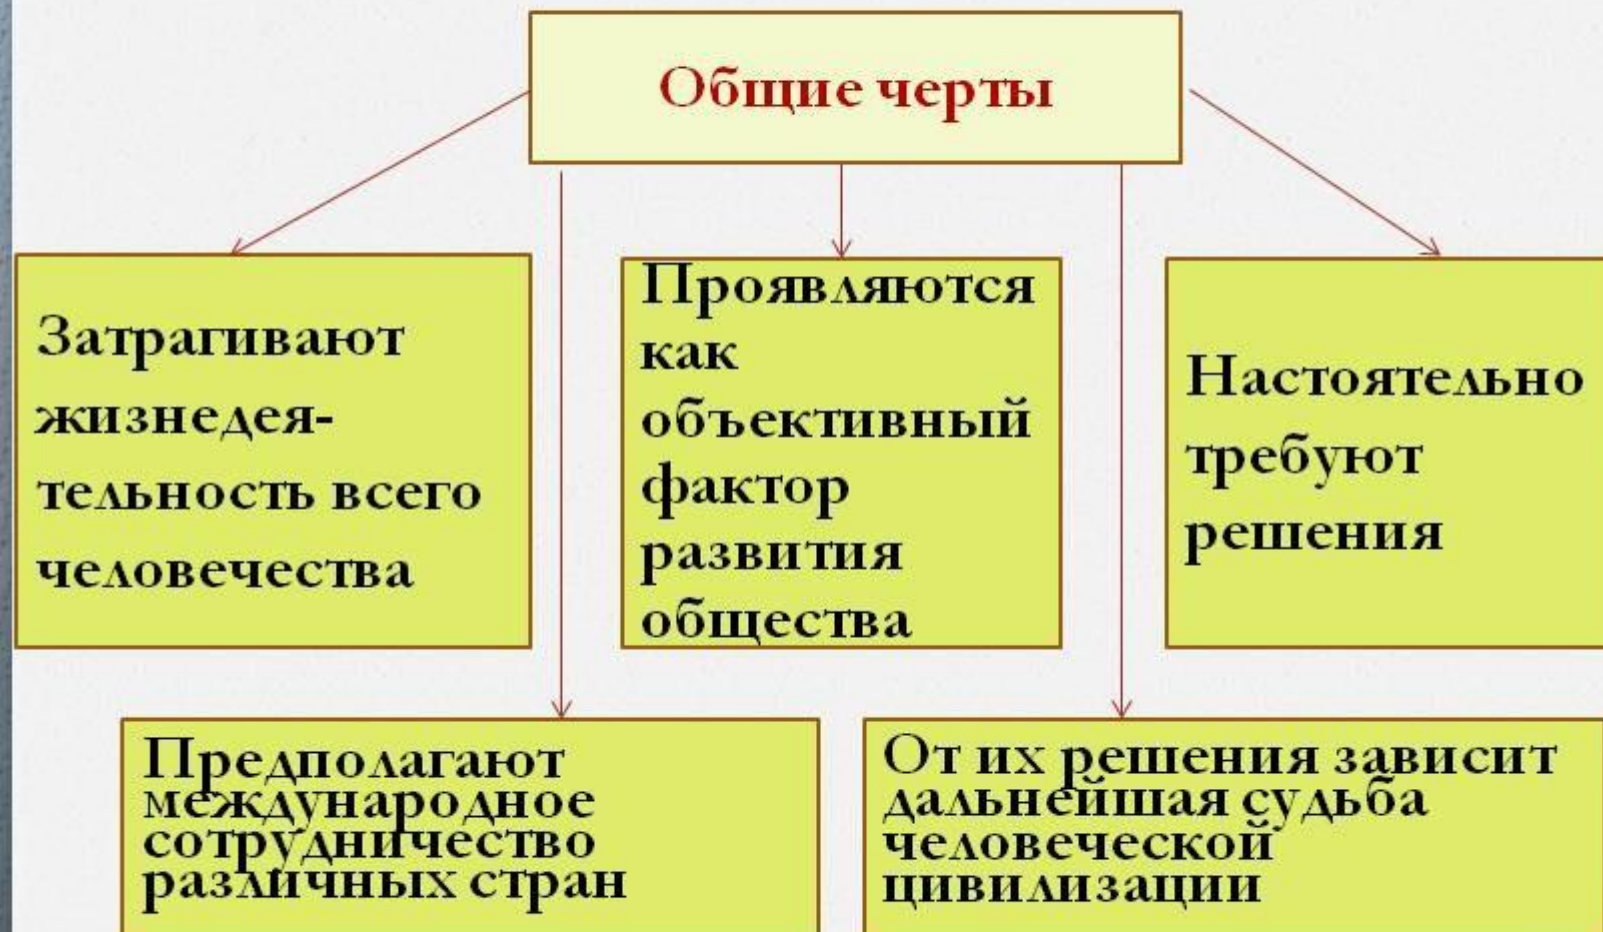 Общие черты
Затрагивают
жизнедея-
тельность всего
человечества
Проявляются
как
объективный
фактор
развития
общества
Настоятельно
требуют
решения
Предполагают
международное
сотрудничество
различных стран
От их решения зависит
дальнейшая судьба
человеческой
цивилизации